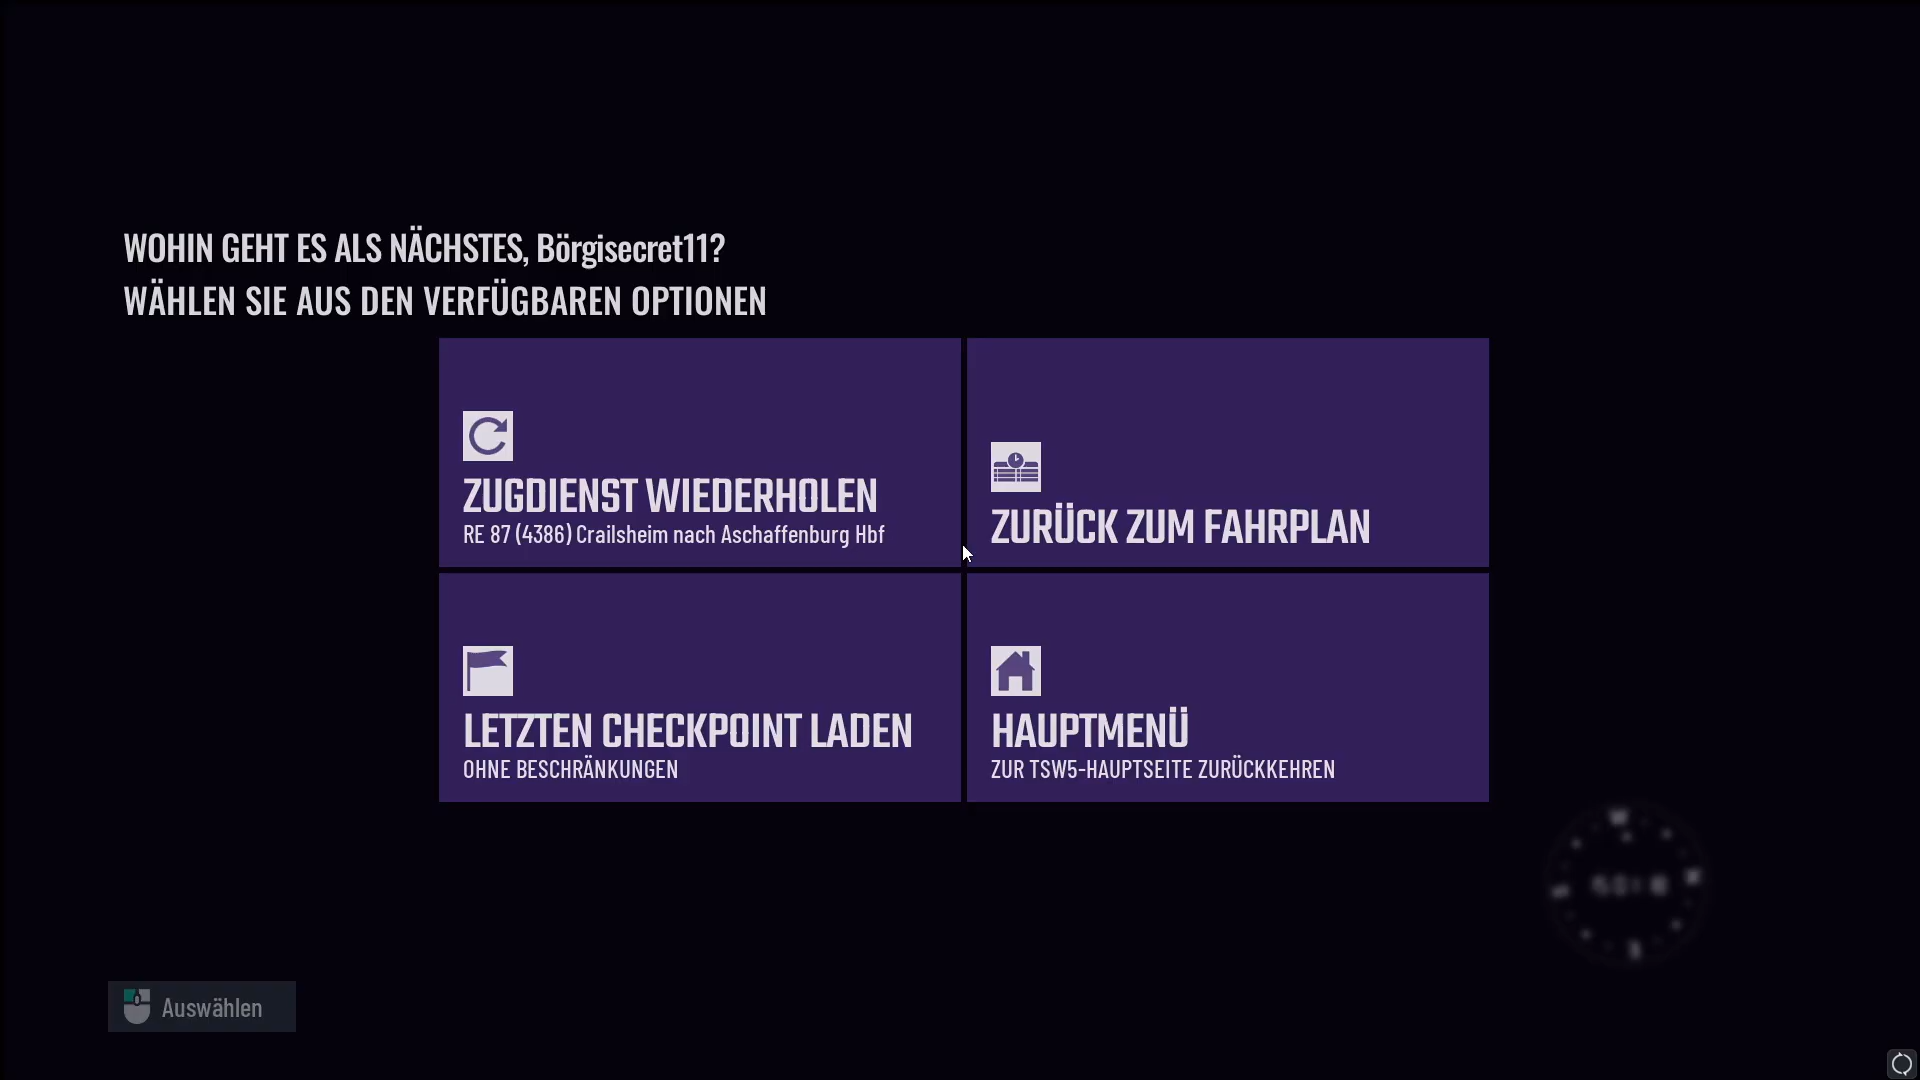 WOHIN GEHT ES ALS NÄCHSTES, Börgisecret11?
WÄHLEN SIE AUS DEN VERFÜGBAREN OPTIONEN
ZUGDIENST WIEDERHOLEN
RE 87 (4386) Crailsheim nach Aschaffenburg Hbf
ZURÜCK ZUM FAHRPLAN
LETZTEN CHECKPOINT LADEN
OHNE BESCHRÄNKUNGEN
HAUPTMENÜ
ZUR TSW5-HAUPTSEITE ZURÜCKKEHREN
Auswählen